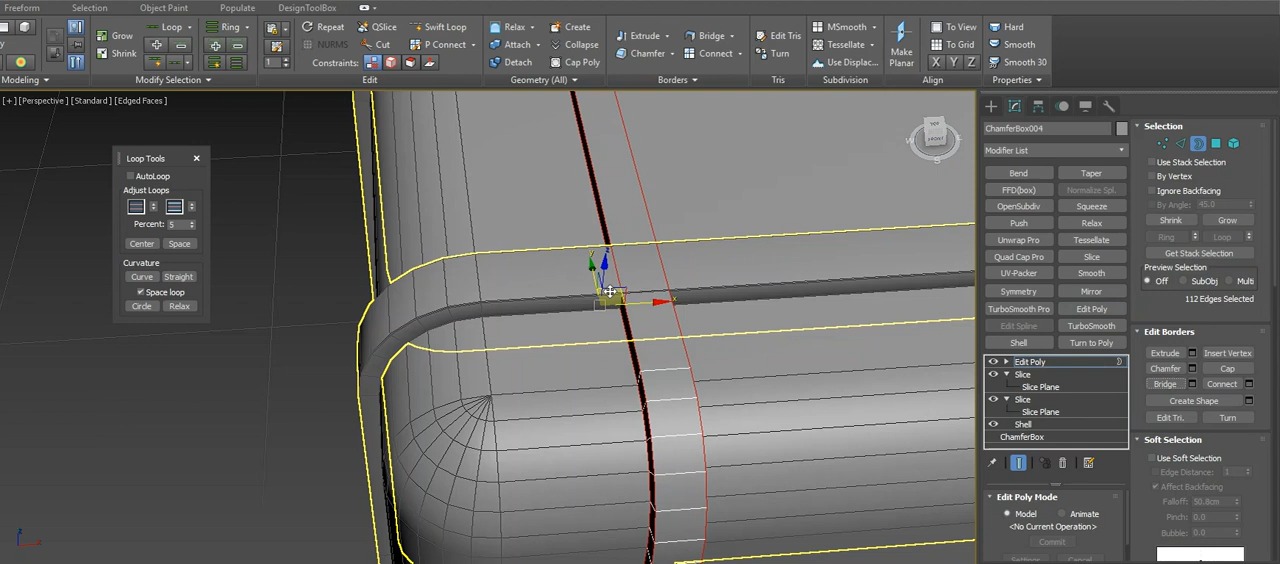 Freeform Selection Object Paint Populate DesignToolBox
Loop Ring Repeat QSlice Swift Loop Relax Create Extrude Bridge Edit Tris MSmooth To View Hard
Grow NURMS Cut P Connect Attach Collapse Chamfer Connect Turn Tessellate Make Planar To Grid Smooth
Shrink Constraints: Detach Cap Poly Use Displac... X Y Z Smooth 30
1
Modeling Modify Selection Edit Geometry (All) Borders Tris Subdivision Align Properties
[+] [Perspective] [Standard] [Edged Faces]
TOP
FRONT
W
S
Loop Tools
AutoLoop
Adjust Loops
Percent: 5
Center Space
Curvature
Curve Straight
Space loop
Circle Relax
x
y
z
ChamferBox004
Modifier List
Bend Taper
FFD(box) Normalize Spl.
OpenSubdiv Squeeze
Push Relax
Unwrap Pro Tessellate
Quad Cap Pro Slice
UV-Packer Smooth
Symmetry Mirror
TurboSmooth Pro Edit Poly
Edit Spline TurboSmooth
Shell Turn to Poly
Edit Poly
Slice
Slice Plane
Slice
Slice Plane
Shell
ChamferBox
Edit Poly Mode
Model Animate
<No Current Operation>
Commit
Settings Cancel
Selection
Use Stack Selection
By Vertex
Ignore Backfacing
By Angle: 45.0
Shrink Grow
Ring Loop
Get Stack Selection
Preview Selection
Off SubObj Multi
112 Edges Selected
Edit Borders
Extrude Insert Vertex
Chamfer Cap
Bridge Connect
Create Shape
Edit Tri. Turn
Soft Selection
Use Soft Selection
Edge Distance: 1
Affect Backfacing
Falloff: 50.8cm
Pinch: 0.0
Bubble: 0.0